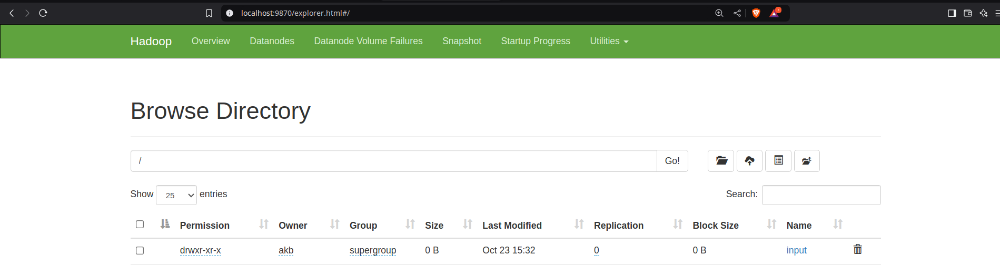 localhost:9870/explorer.html#/
Hadoop Overview Datanodes Datanode Volume Failures Snapshot Startup Progress Utilities
Browse Directory
/ Go!
Show 25 entries Search:
Permission Owner Group Size Last Modified Replication Block Size Name
drwxr-xr-x akb supergroup 0 B Oct 23 15:32 0 0 B input